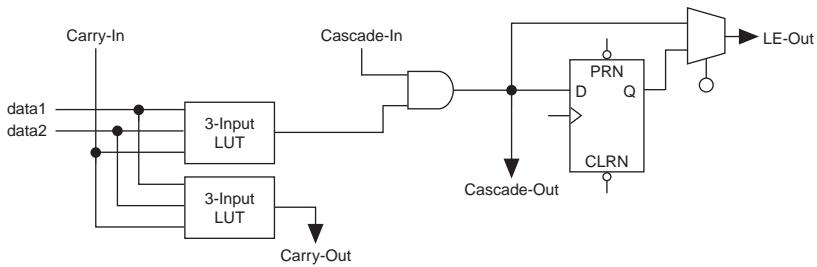 Carry-In
Cascade-In
LE-Out
PRN
data1
D
Q
data2
3-Input
LUT
CLRN
Cascade-Out
3-Input
LUT
Carry-Out